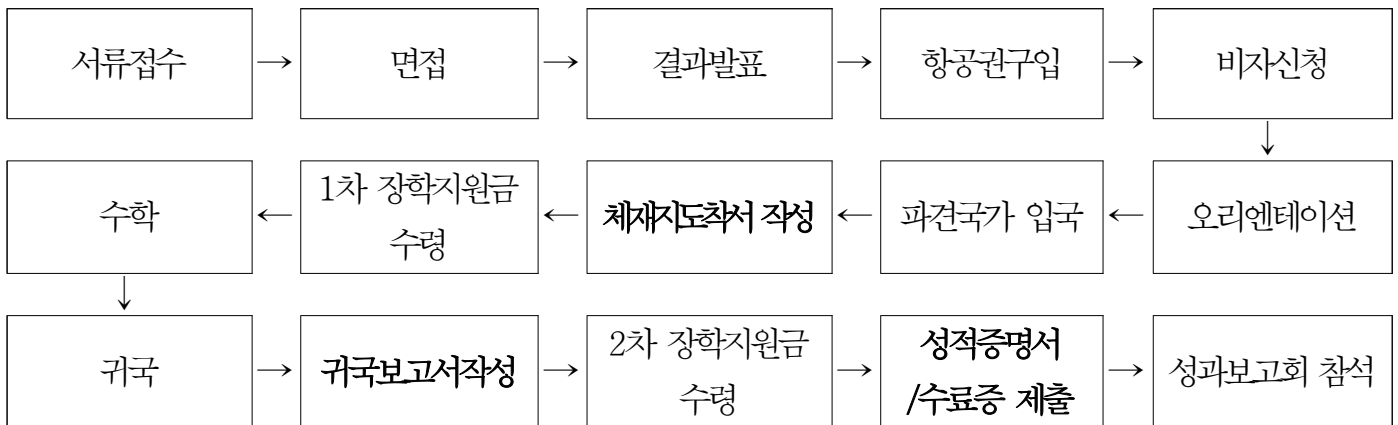 서류접수 → 면접 → 결과발표 → 항공권구입 → 비자신청
↓
수학 ← 1차 장학지원금
수령 ← 체재지도착서 작성 ← 파견국가 입국 ← 오리엔테이션
↓
귀국 → 귀국보고서작성 → 2차 장학지원금
수령 → 성적증명서
/수료증 제출 → 성과보고회 참석